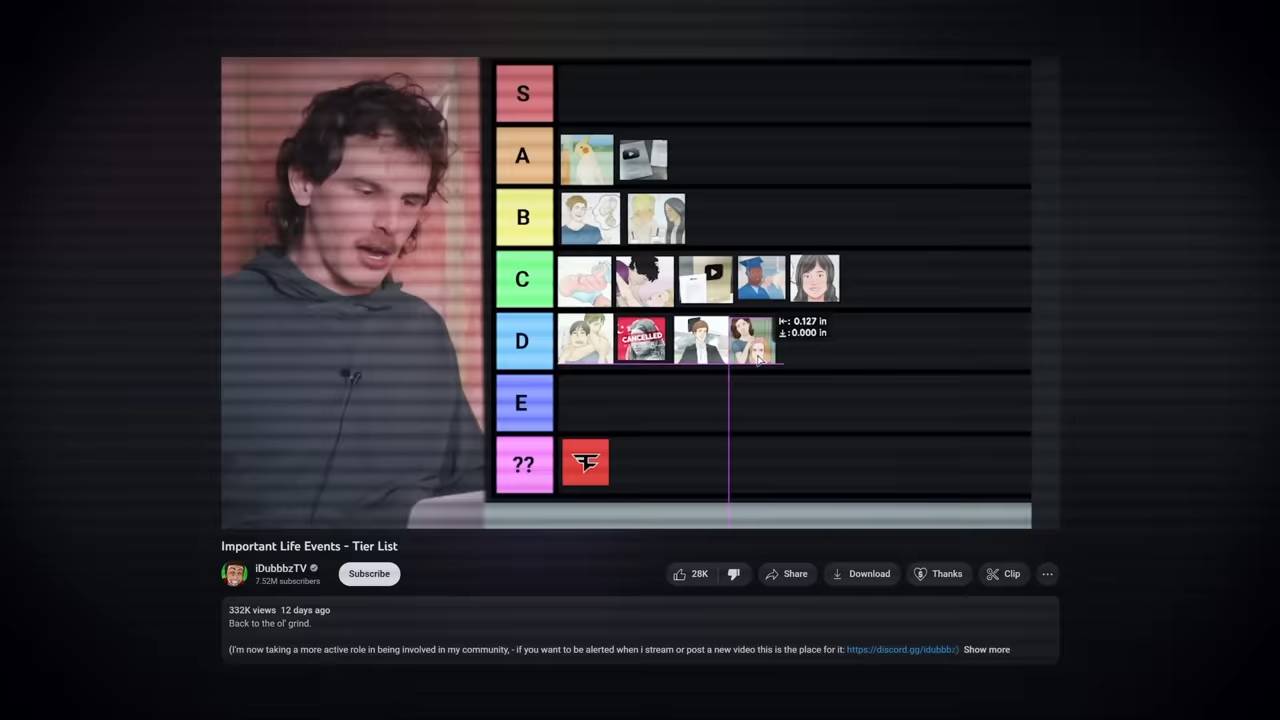 S
A
B
C
D
CANCELLED
0.127 in
0.000 in
E
??
Important Life Events - Tier List
iDubbbzTV
7.52M subscribers
Subscribe
28K
Share
Download
Thanks
Clip
332K views 12 days ago
Back to the ol' grind.
(I'm now taking a more active role in being involved in my community, - if you want to be alerted when i stream or post a new video this is the place for it: https://discord.gg/idubbbz) Show more